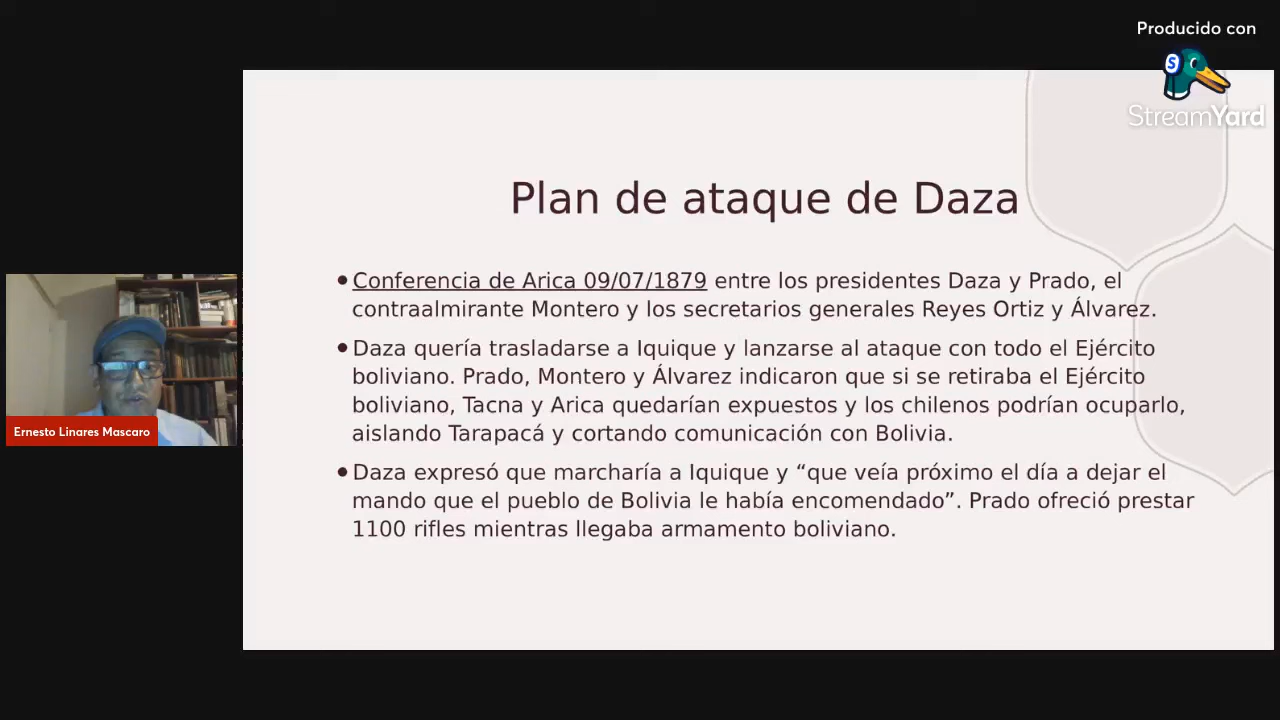 Producido con
StreamYard
Plan de ataque de Daza
•Conferencia de Arica 09/07/1879 entre los presidentes Daza y Prado, el
contraalmirante Montero y los secretarios generales Reyes Ortiz y Álvarez.
•Daza quería trasladarse a Iquique y lanzarse al ataque con todo el Ejército
boliviano. Prado, Montero y Álvarez indicaron que si se retiraba el Ejército
boliviano, Tacna y Arica quedarían expuestos y los chilenos podrían ocuparlo,
aislando Tarapacá y cortando comunicación con Bolivia.
•Daza expresó que marcharía a Iquique y “que veía próximo el día a dejar el
mando que el pueblo de Bolivia le había encomendado”. Prado ofreció prestar
1100 rifles mientras llegaba armamento boliviano.
Ernesto Linares Mascaro